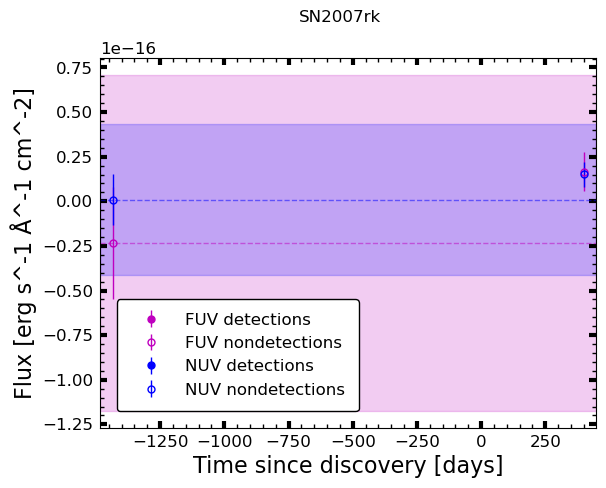 SN2007rk
1e−16
0.75
0.50
0.25
0.00
−0.25
−0.50
−0.75
−1.00
−1.25
Flux [erg s^-1 Å^-1 cm^-2]
FUV detections
FUV nondetections
NUV detections
NUV nondetections
−1250 −1000 −750 −500 −250 0 250
Time since discovery [days]